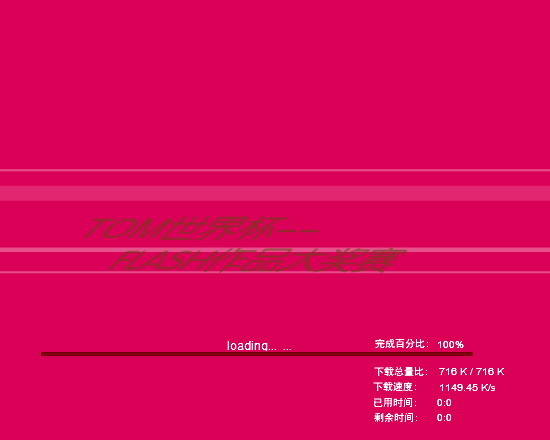 TOM世界杯——
FLASH作品大奖赛
loading... ...
完成百分比： 100%
下载总量比： 716 K / 716 K
下载速度： 1149.45 K/s
已用时间： 0:0
剩余时间： 0:0